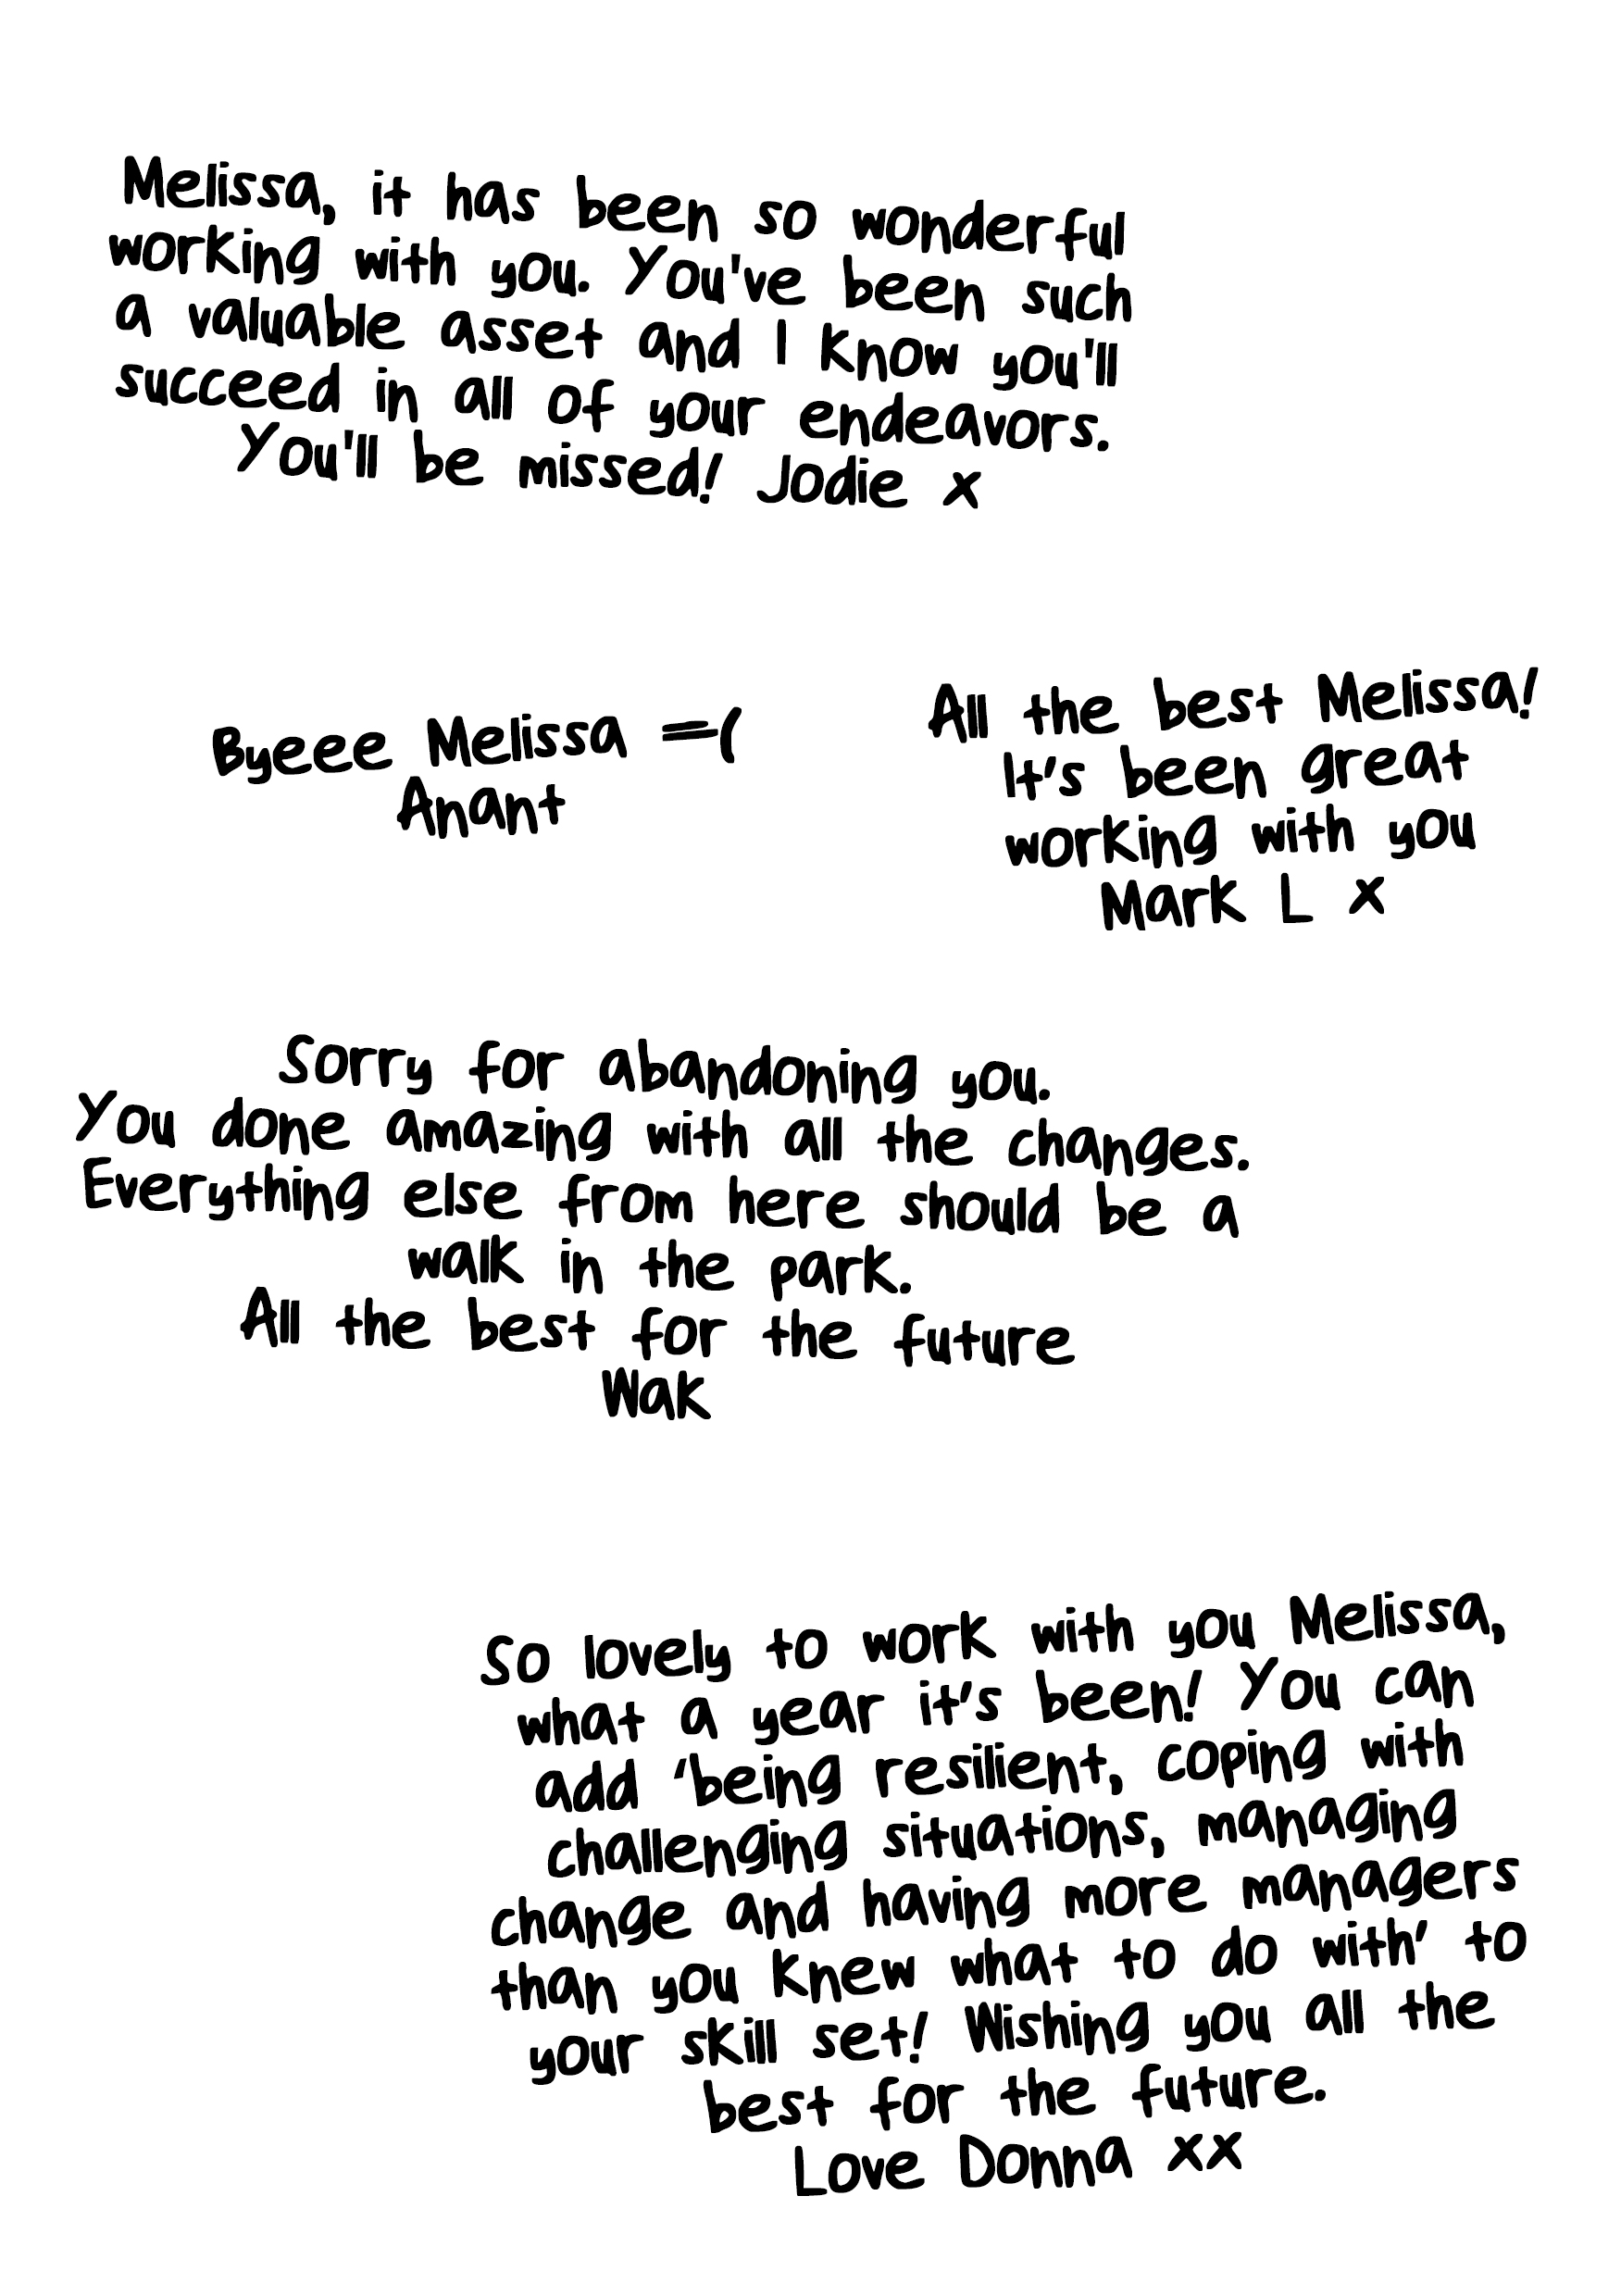 Melissa, it has been so wonderful
working with you. You've been such
a valuable asset and I know you'll
succeed in all of your endeavors.
You'll be missed! Jodie x
Byeee Melissa =(
Anant
All the best Melissa!
It's been great
working with you
Mark L x
Sorry for abandoning you.
You done amazing with all the changes.
Everything else from here should be a
walk in the park.
All the best for the future
Wak
So lovely to work with you Melissa,
what a year it's been! You can
add ‘being resilient, coping with
challenging situations, managing
change and having more managers
than you knew what to do with’ to
your skill set! Wishing you all the
best for the future.
Love Donna xx